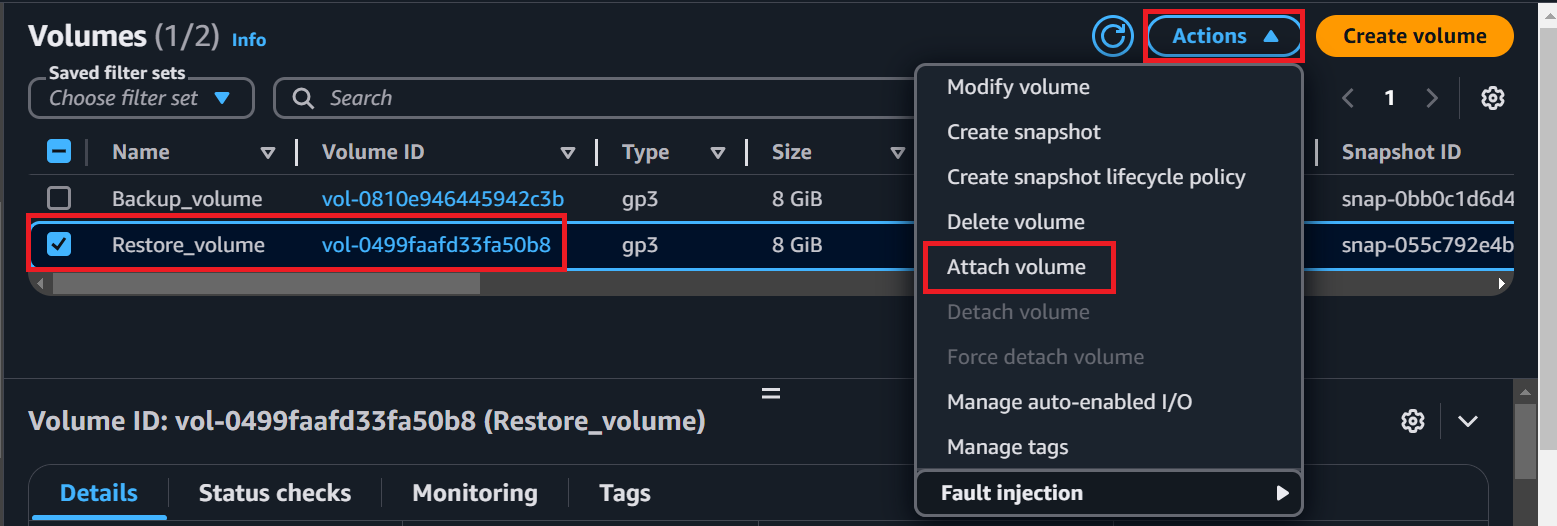 Volumes (1/2) Info
Actions
Create volume
Saved filter sets
Choose filter set
Search
1
Name Volume ID Type Size Snapshot ID
Backup_volume vol-0810e946445942c3b gp3 8 GiB snap-0bb0c1d6d4
Restore_volume vol-0499faafd33fa50b8 gp3 8 GiB snap-055c792e4b
Modify volume
Create snapshot
Create snapshot lifecycle policy
Delete volume
Attach volume
Detach volume
Force detach volume
Manage auto-enabled I/O
Manage tags
Fault injection
Volume ID: vol-0499faafd33fa50b8 (Restore_volume)
Details Status checks Monitoring Tags